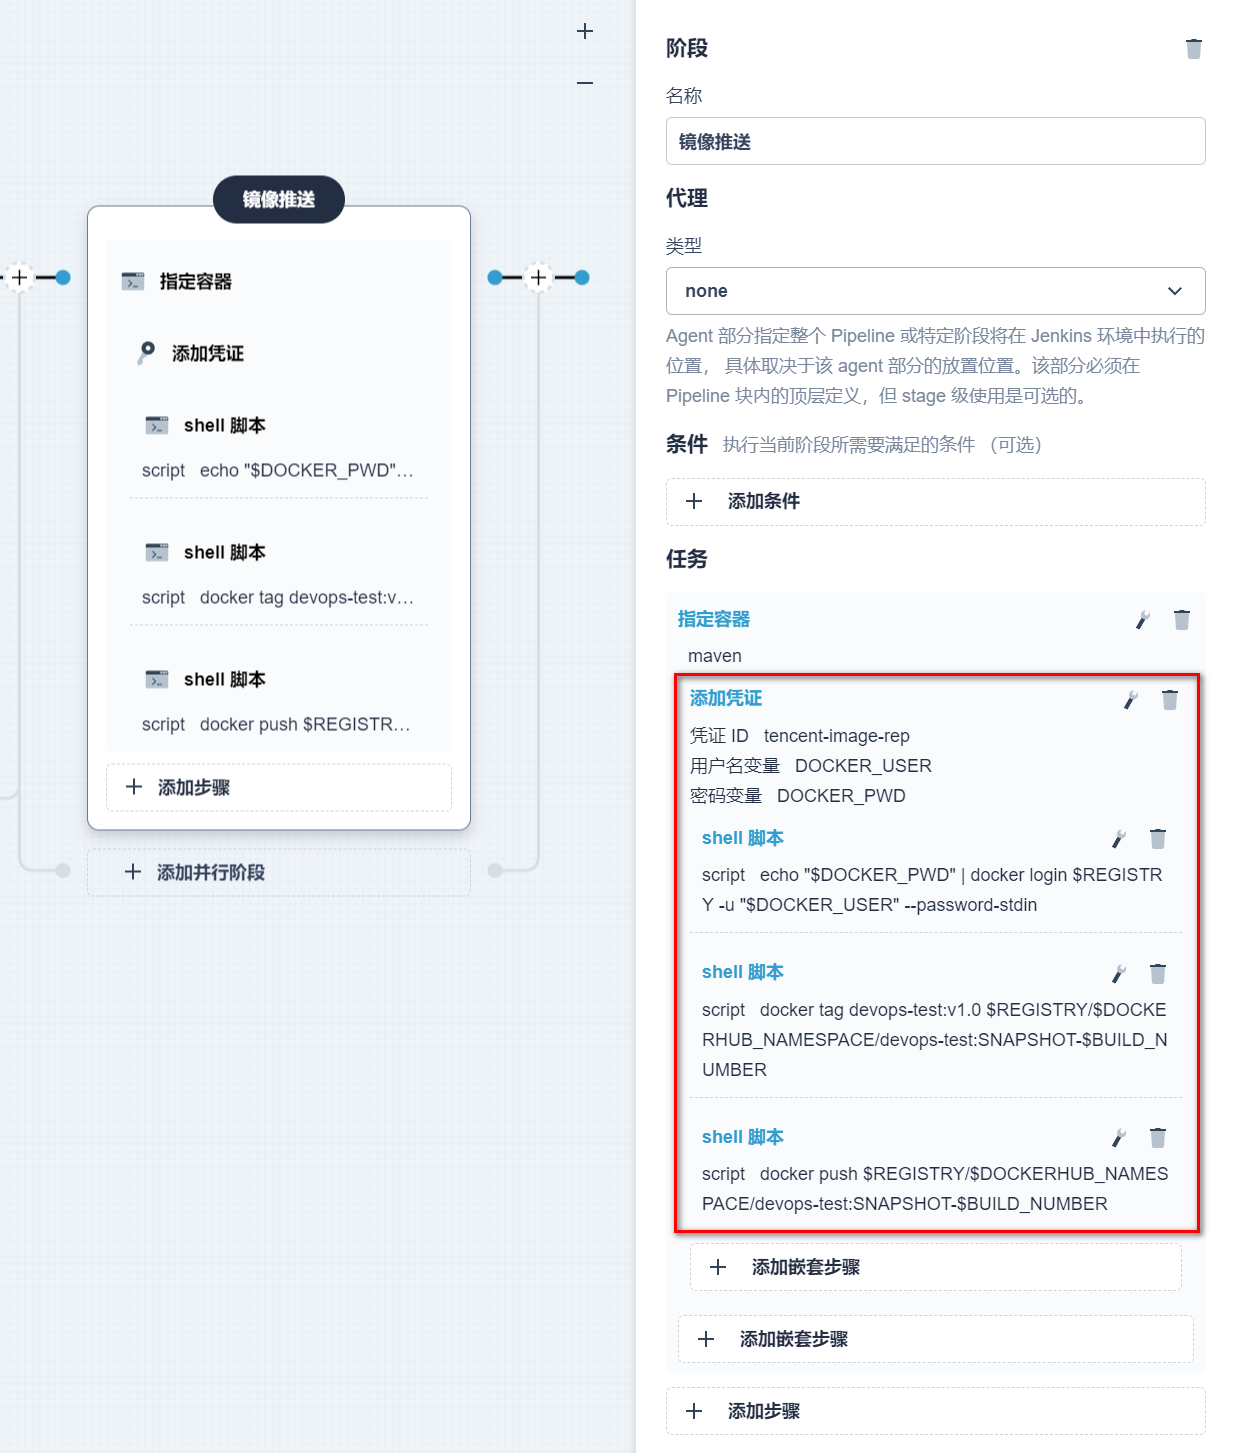 镜像推送
指定容器
添加凭证
shell 脚本
script echo "$DOCKER_PWD"...
shell 脚本
script docker tag devops-test:v...
shell 脚本
script docker push $REGISTR...
添加步骤
添加并行阶段
阶段
名称
镜像推送
代理
类型
none
Agent 部分指定整个 Pipeline 或特定阶段将在 Jenkins 环境中执行的
位置， 具体取决于该 agent 部分的放置位置。该部分必须在
Pipeline 块内的顶层定义，但 stage 级使用是可选的。
条件 执行当前阶段所需要满足的条件 （可选）
添加条件
任务
指定容器
maven
添加凭证
凭证 ID tencent-image-rep
用户名变量 DOCKER_USER
密码变量 DOCKER_PWD
shell 脚本
script echo "$DOCKER_PWD" | docker login $REGISTR
Y -u "$DOCKER_USER" --password-stdin
shell 脚本
script docker tag devops-test:v1.0 $REGISTRY/$DOCKE
RHUB_NAMESPACE/devops-test:SNAPSHOT-$BUILD_N
UMBER
shell 脚本
script docker push $REGISTRY/$DOCKERHUB_NAMES
PACE/devops-test:SNAPSHOT-$BUILD_NUMBER
添加嵌套步骤
添加嵌套步骤
添加步骤